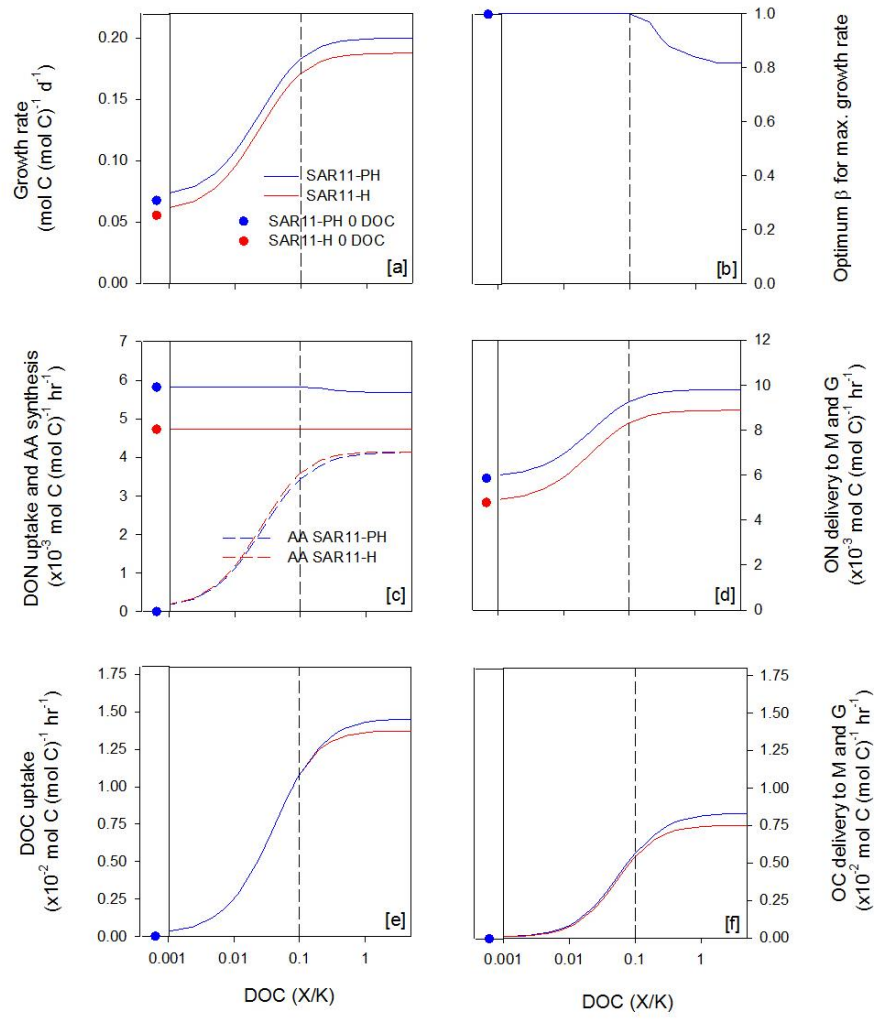 Growth rate
(mol C (mol C)⁻¹ d⁻¹
0.20
0.15
0.10
0.05
0.00
SAR11-PH
SAR11-H
SAR11-PH 0 DOC
SAR11-H 0 DOC
[a]
1.0
0.8
0.6
0.4
0.2
0.0
Optimum β for max. growth rate
[b]
DON uptake and AA synthesis
(x10⁻³ mol C (mol C)⁻¹ hr⁻¹)
7
6
5
4
3
2
1
0
AA SAR11-PH
AA SAR11-H
[c]
12
10
8
6
4
2
0
ON delivery to M and G
(x10⁻³ mol C (mol C)⁻¹ hr⁻¹)
[d]
DOC uptake
(x10⁻² mol C (mol C)⁻¹ hr⁻¹)
1.75
1.50
1.25
1.00
0.75
0.50
0.25
0.00
[e]
0.001 0.01 0.1 1
DOC (X/K)
1.75
1.50
1.25
1.00
0.75
0.50
0.25
0.00
OC delivery to M and G
(x10⁻² mol C (mol C)⁻¹ hr⁻¹)
[f]
0.001 0.01 0.1 1
DOC (X/K)